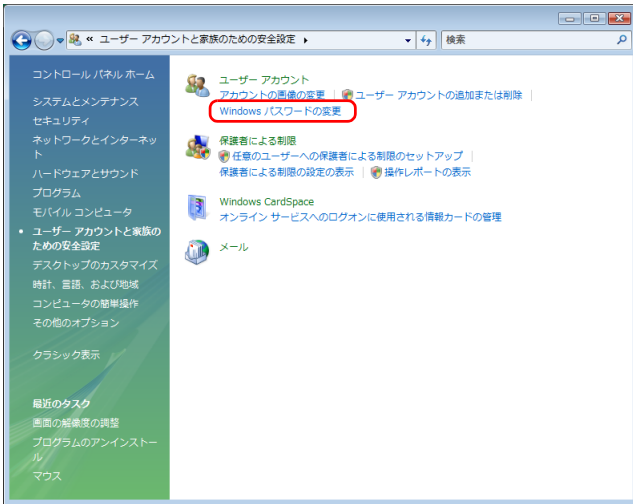 « ユーザー アカウントと家族のための安全設定
検索
コントロール パネル ホーム
システムとメンテナンス
セキュリティ
ネットワークとインターネッ
ト
ハードウェアとサウンド
プログラム
モバイル コンピュータ
• ユーザー アカウントと家族の
ための安全設定
デスクトップのカスタマイズ
時計、言語、および地域
コンピュータの簡単操作
その他のオプション
クラシック表示
最近のタスク
画面の解像度の調整
プログラムのアンインストー
ル
マウス
ユーザー アカウント
アカウントの画像の変更 | ユーザー アカウントの追加または削除 |
Windows パスワードの変更
保護者による制限
任意のユーザーへの保護者による制限のセットアップ |
保護者による制限の設定の表示 | 操作レポートの表示
Windows CardSpace
オンライン サービスへのログオンに使用される情報カードの管理
メール